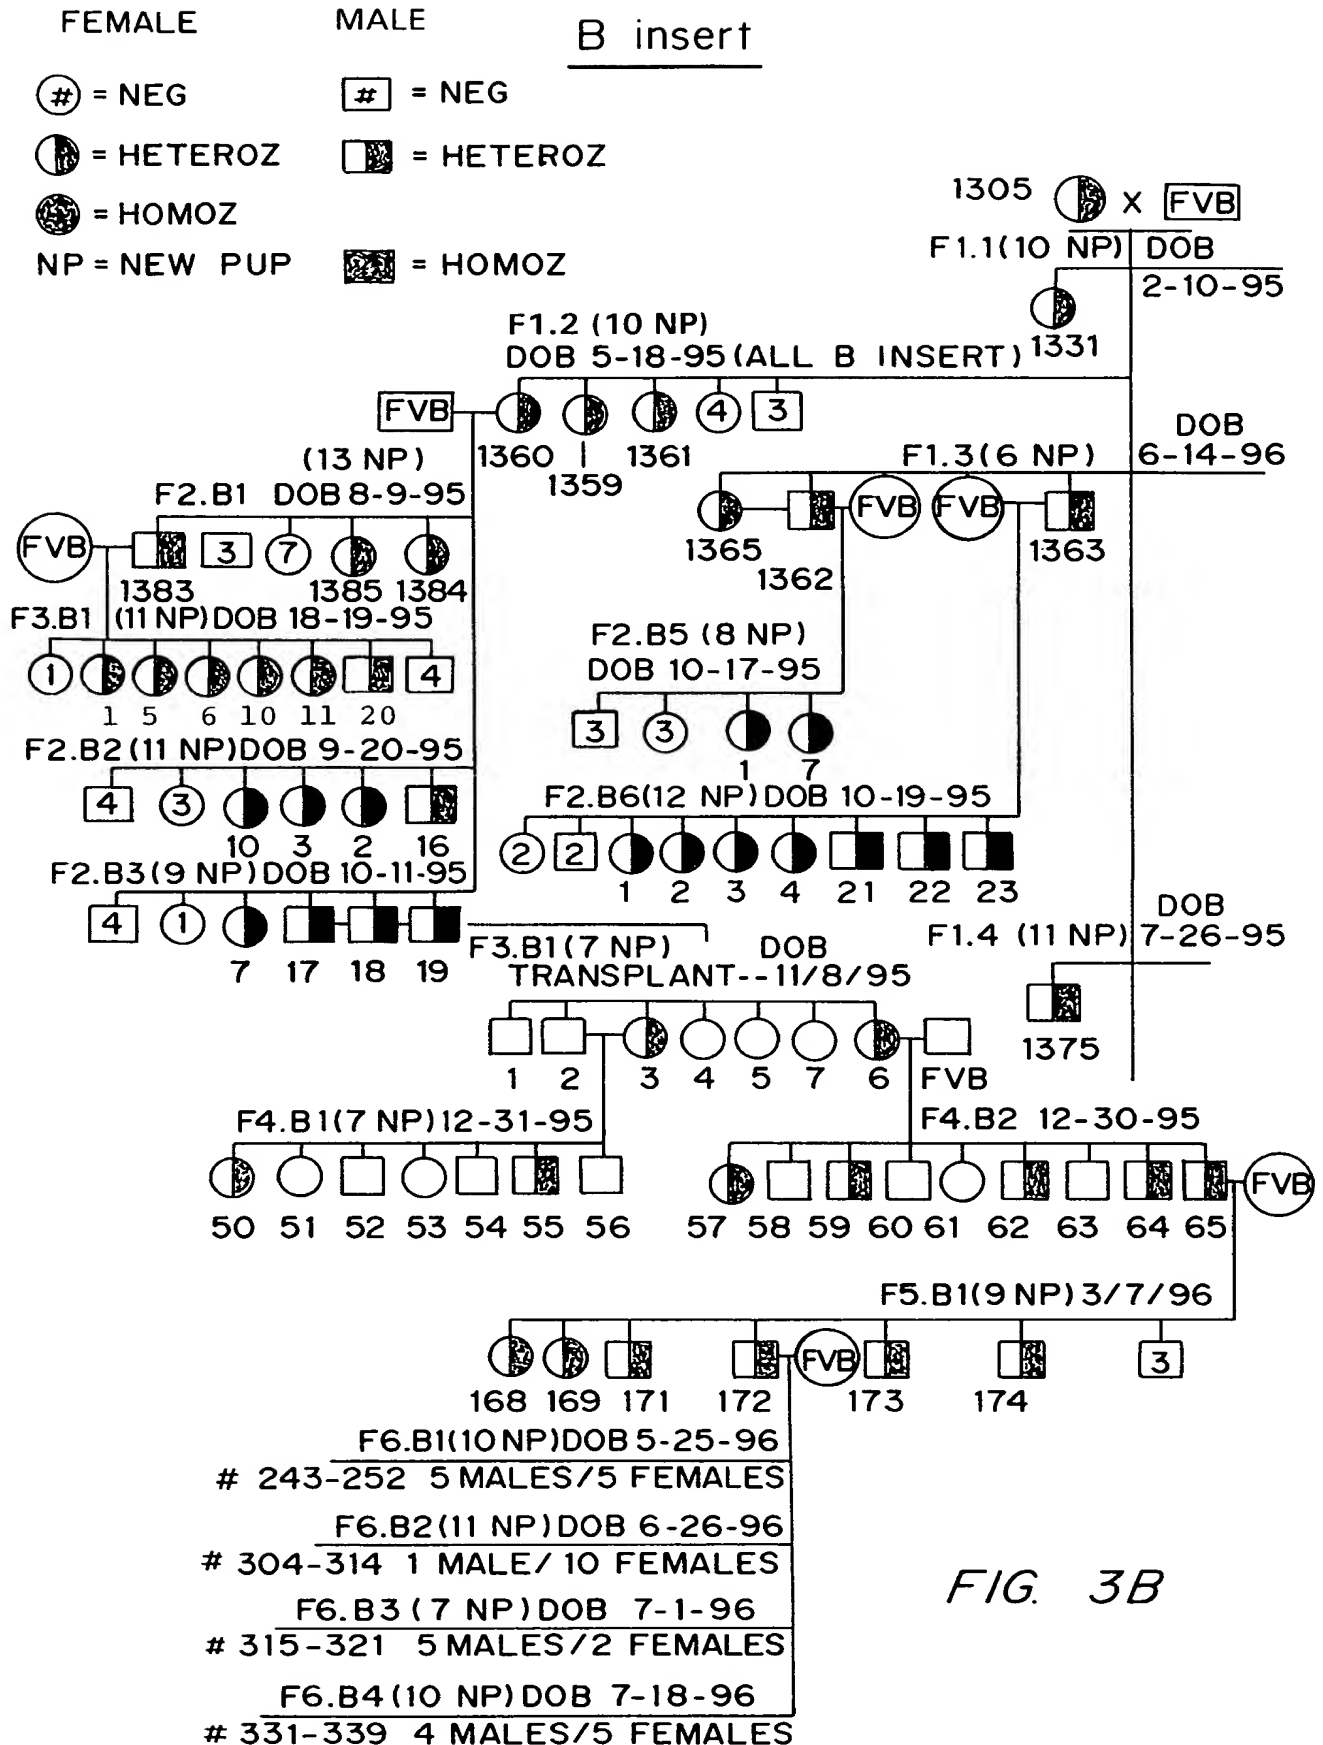 FEMALE MALE
B insert
# = NEG # = NEG
= HETEROZ = HETEROZ
= HOMOZ
NP = NEW PUP = HOMOZ
1305 X FVB
F1.1 (10 NP) DOB
2-10-95
1331
F1.2 (10 NP)
DOB 5-18-95 (ALL B INSERT)
FVB 4 3
1360 1359 1361
DOB
F1.3 (6 NP) 6-14-96
FVB FVB
1365 1362 1363
(13 NP)
F2.B1 DOB 8-9-95
FVB 3 7
1383 1385 1384
F3.B1 (11 NP) DOB 18-19-95
1 4
1 5 6 10 11 20
F2.B5 (8 NP)
DOB 10-17-95
3 3
1 7
F2.B2 (11 NP) DOB 9-20-95
4 3
10 3 2 16
F2.B6 (12 NP) DOB 10-19-95
2 2
1 2 3 4 21 22 23
F2.B3 (9 NP) DOB 10-11-95
4 1
7 17 18 19
DOB
F1.4 (11 NP) 7-26-95
1375
F3.B1 (7 NP) DOB
TRANSPLANT--11/8/95
1 2 3 4 5 7 6 FVB
F4.B1 (7 NP) 12-31-95
50 51 52 53 54 55 56
F4.B2 12-30-95
FVB
57 58 59 60 61 62 63 64 65
F5.B1 (9 NP) 3/7/96
FVB 3
168 169 171 172 173 174
F6.B1 (10 NP) DOB 5-25-96
# 243-252 5 MALES/5 FEMALES
F6.B2 (11 NP) DOB 6-26-96
# 304-314 1 MALE/10 FEMALES
F6.B3 (7 NP) DOB 7-1-96
# 315-321 5 MALES/2 FEMALES
F6.B4 (10 NP) DOB 7-18-96
# 331-339 4 MALES/5 FEMALES
FIG. 3B